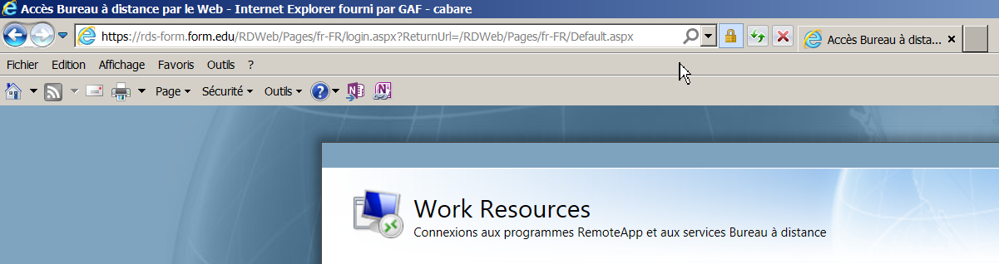 Accès Bureau à distance par le Web - Internet Explorer fourni par GAF - cabare
https://rds-form.form.edu/RDWeb/Pages/fr-FR/login.aspx?ReturnUrl=/RDWeb/Pages/fr-FR/Default.aspx
Accès Bureau à dista...
Fichier Edition Affichage Favoris Outils ?
Page Sécurité Outils
Work Resources
Connexions aux programmes RemoteApp et aux services Bureau à distance